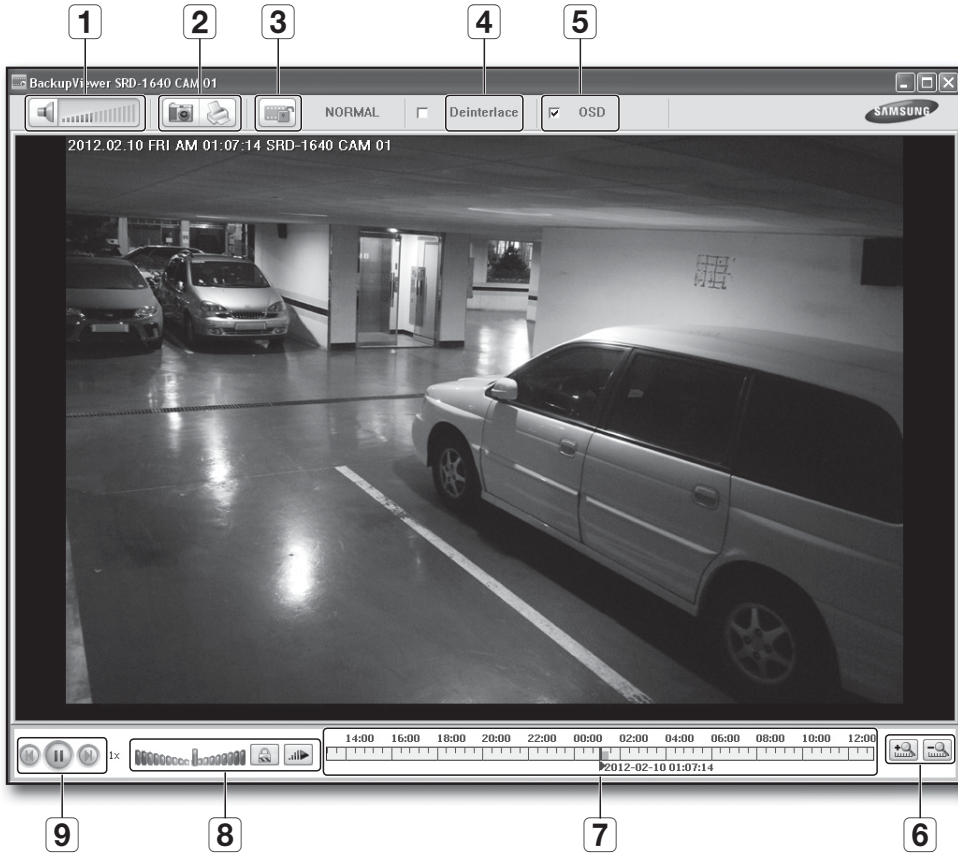 1 2 3 4 5
BackupViewer SRD-1640 CAM 01
NORMAL Deinterlace OSD SAMSUNG
2012.02.10 FRI AM 01:07:14 SRD-1640 CAM 01
14:00 16:00 18:00 20:00 22:00 00:00 02:00 04:00 06:00 08:00 10:00 12:00
1x
2012-02-10 01:07:14
9 8 7 6